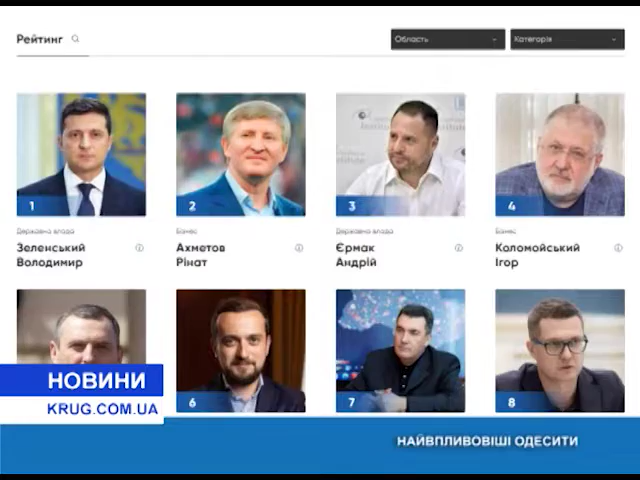 Рейтинг
Область
Категорія
1
2
3
4
Державна влада
Бізнес
Державна влада
Бізнес
Зеленський
Володимир
Ахметов
Рінат
Єрмак
Андрій
Коломойський
Ігор
6
7
8
НОВИНИ
KRUG.COM.UA
НАЙВПЛИВОВІШІ ОДЕСИТИ